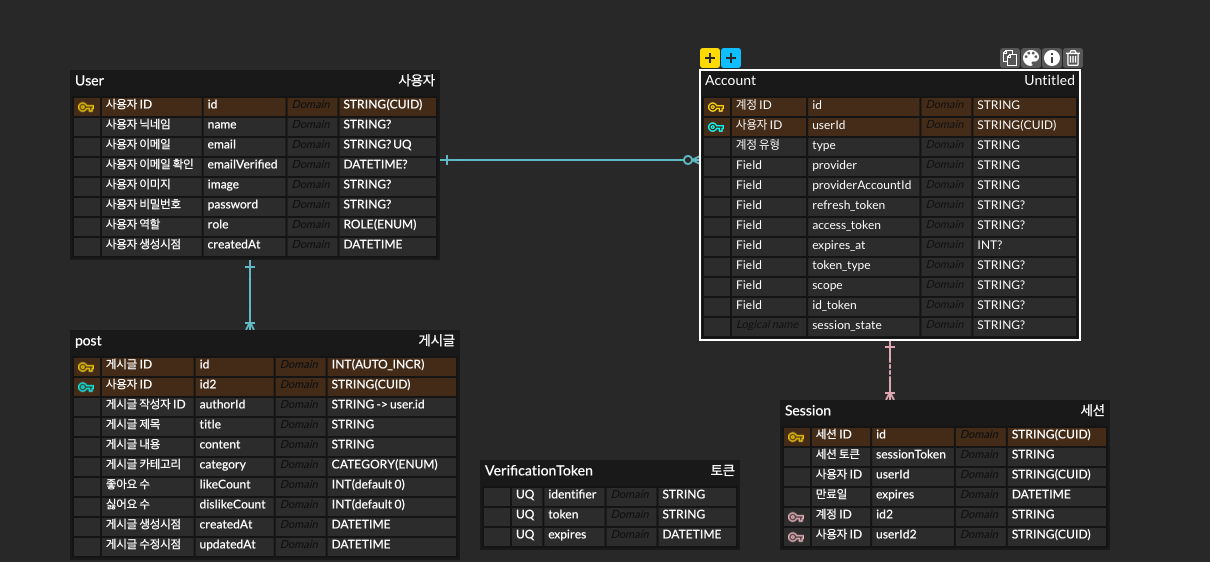 User 사용자
사용자 ID id Domain STRING(CUID)
사용자 닉네임 name Domain STRING?
사용자 이메일 email Domain STRING? UQ
사용자 이메일 확인 emailVerified Domain DATETIME?
사용자 이미지 image Domain STRING?
사용자 비밀번호 password Domain STRING?
사용자 역할 role Domain ROLE(ENUM)
사용자 생성시점 createdAt Domain DATETIME
Account Untitled
계정 ID id Domain STRING
사용자 ID userId Domain STRING(CUID)
계정 유형 type Domain STRING
Field provider Domain STRING
Field providerAccountId Domain STRING
Field refresh_token Domain STRING?
Field access_token Domain STRING?
Field expires_at Domain INT?
Field token_type Domain STRING?
Field scope Domain STRING?
Field id_token Domain STRING?
Logical name session_state Domain STRING?
post 게시글
게시글 ID id Domain INT(AUTO_INCR)
사용자 ID id2 Domain STRING(CUID)
게시글 작성자 ID authorId Domain STRING -> user.id
게시글 제목 title Domain STRING
게시글 내용 content Domain STRING
게시글 카테고리 category Domain CATEGORY(ENUM)
좋아요 수 likeCount Domain INT(default 0)
싫어요 수 dislikeCount Domain INT(default 0)
게시글 생성시점 createdAt Domain DATETIME
게시글 수정시점 updatedAt Domain DATETIME
VerificationToken 토큰
UQ identifier Domain STRING
UQ token Domain STRING
UQ expires Domain DATETIME
Session 세션
세션 ID id Domain STRING(CUID)
세션 토큰 sessionToken Domain STRING
사용자 ID userId Domain STRING(CUID)
만료일 expires Domain DATETIME
계정 ID id2 Domain STRING
사용자 ID userId2 Domain STRING(CUID)